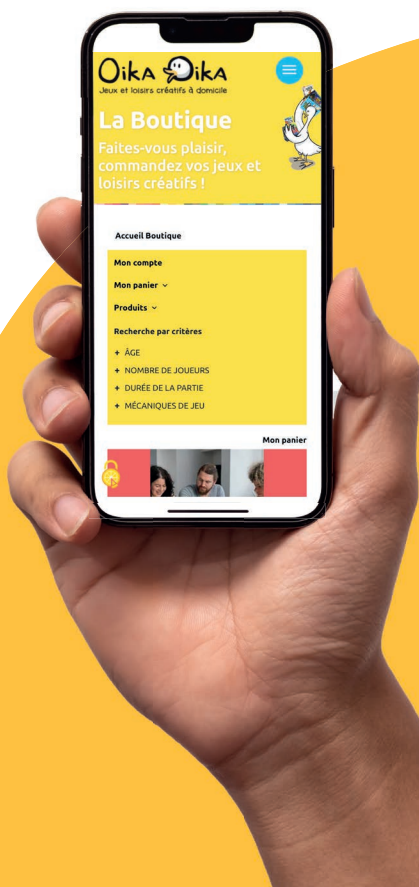 Oika Oika
Jeux et loisirs créatifs à domicile
La Boutique
Faites-vous plaisir,
commandez vos jeux et
loisirs créatifs !
Accueil Boutique
Mon compte
Mon panier
Produits
Recherche par critères
+ ÂGE
+ NOMBRE DE JOUEURS
+ DURÉE DE LA PARTIE
+ MÉCANIQUES DE JEU
Mon panier